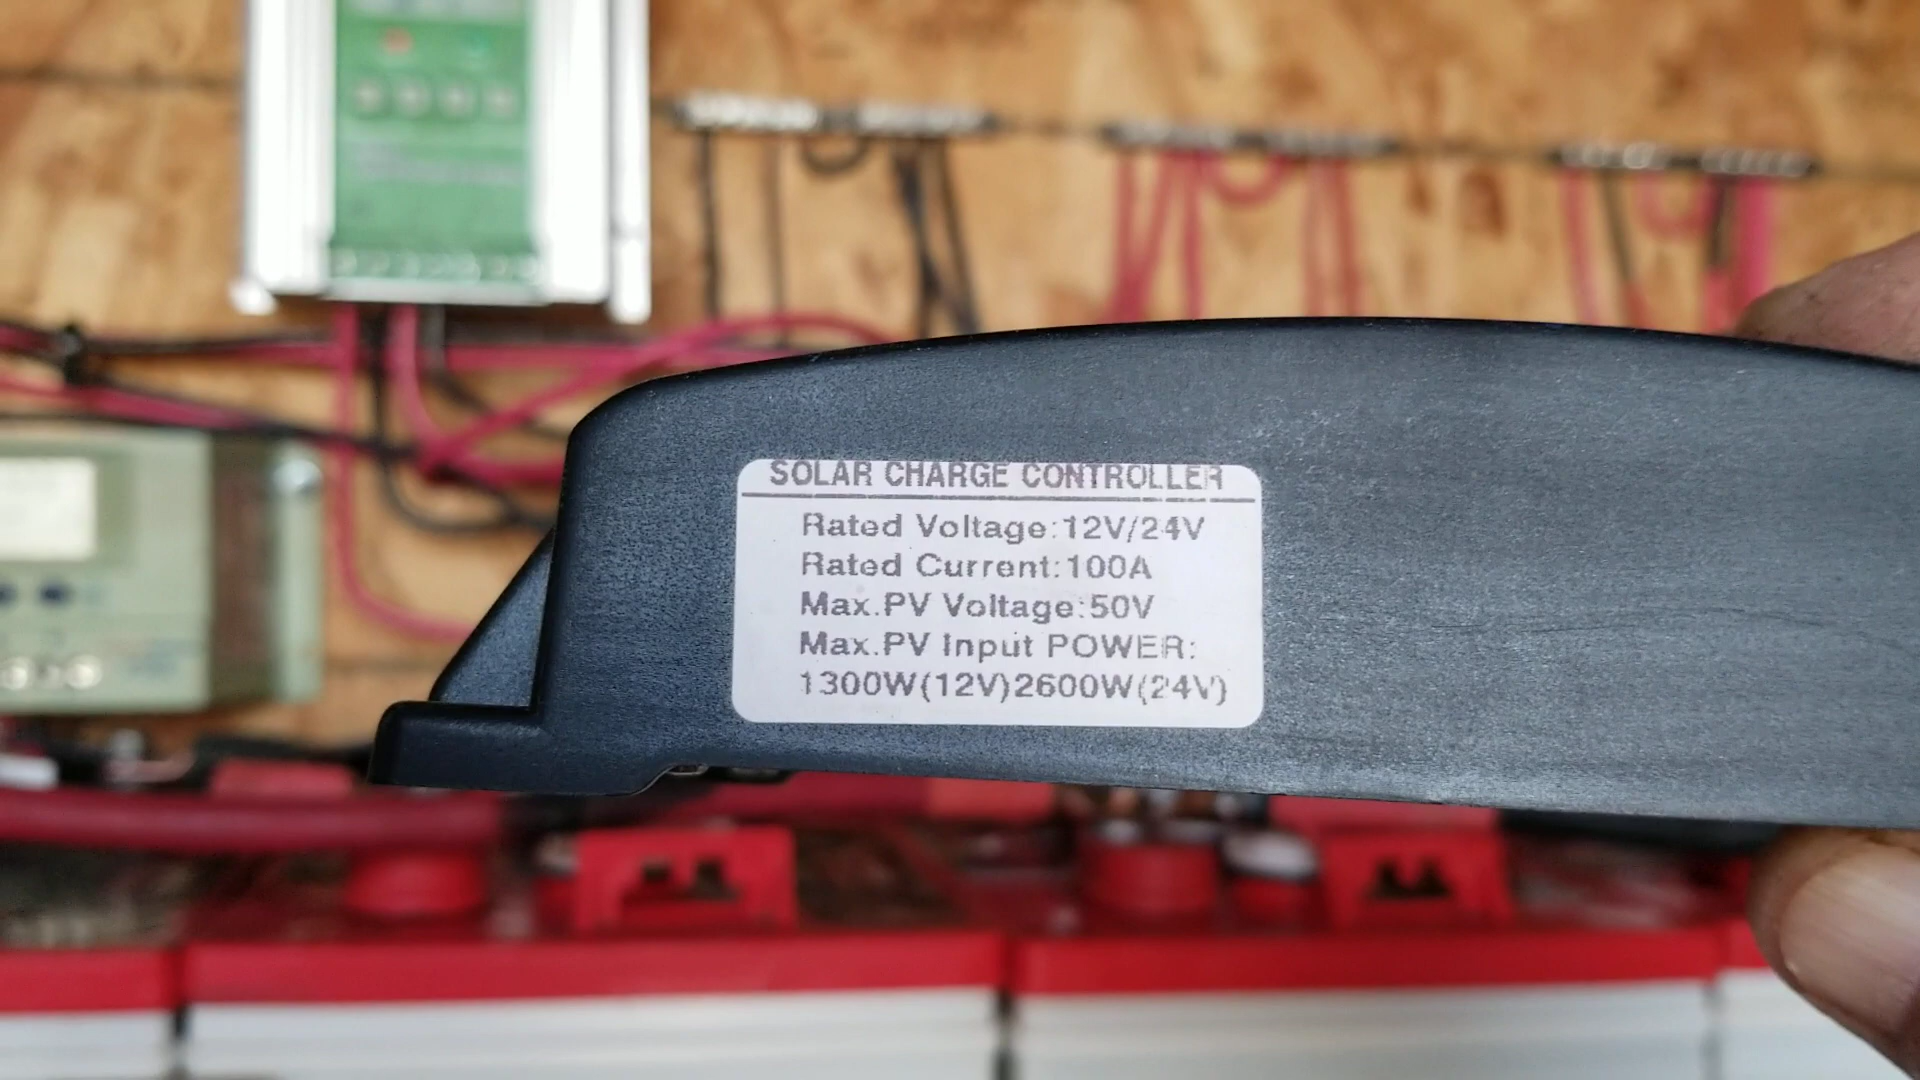 SOLAR CHARGE CONTROLLER
Rated Voltage:12V/24V
Rated Current:100A
Max.PV Voltage:50V
Max.PV Input POWER:
1300W(12V)2600W(24V)